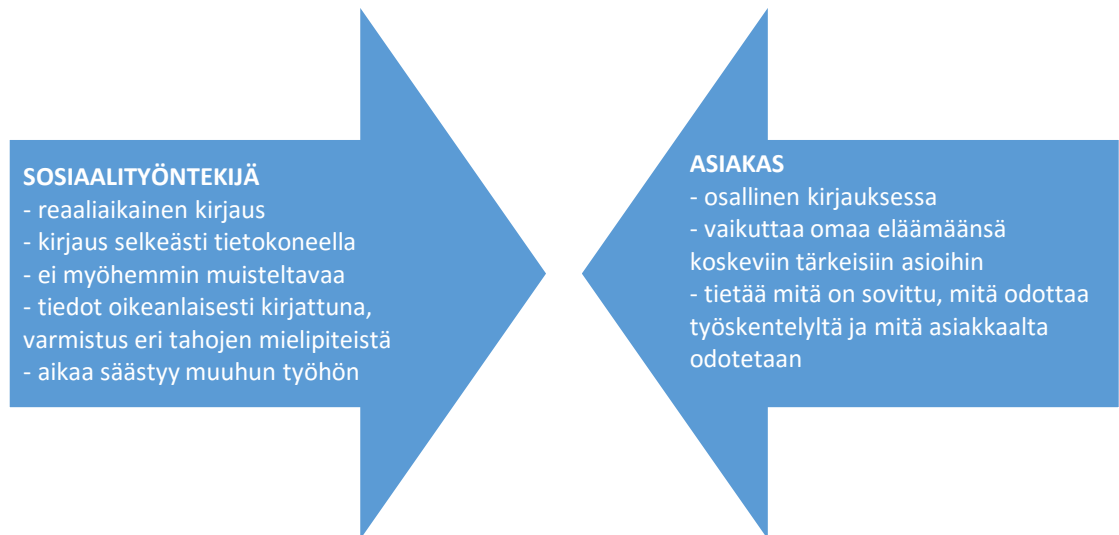 SOSIAALITYÖNTEKIJÄ
- reaaliaikainen kirjaus
- kirjaus selkeästi tietokoneella
- ei myöhemmin muisteltavaa
- tiedot oikeanlaisesti kirjattuna,
varmistus eri tahojen mielipiteistä
- aikaa säästyy muuhun työhön
ASIAKAS
- osallinen kirjauksessa
- vaikuttaa omaa eläämäänsä
koskeviin tärkeisiin asioihin
- tietää mitä on sovittu, mitä odottaa
työskentelyltä ja mitä asiakkaalta
odotetaan